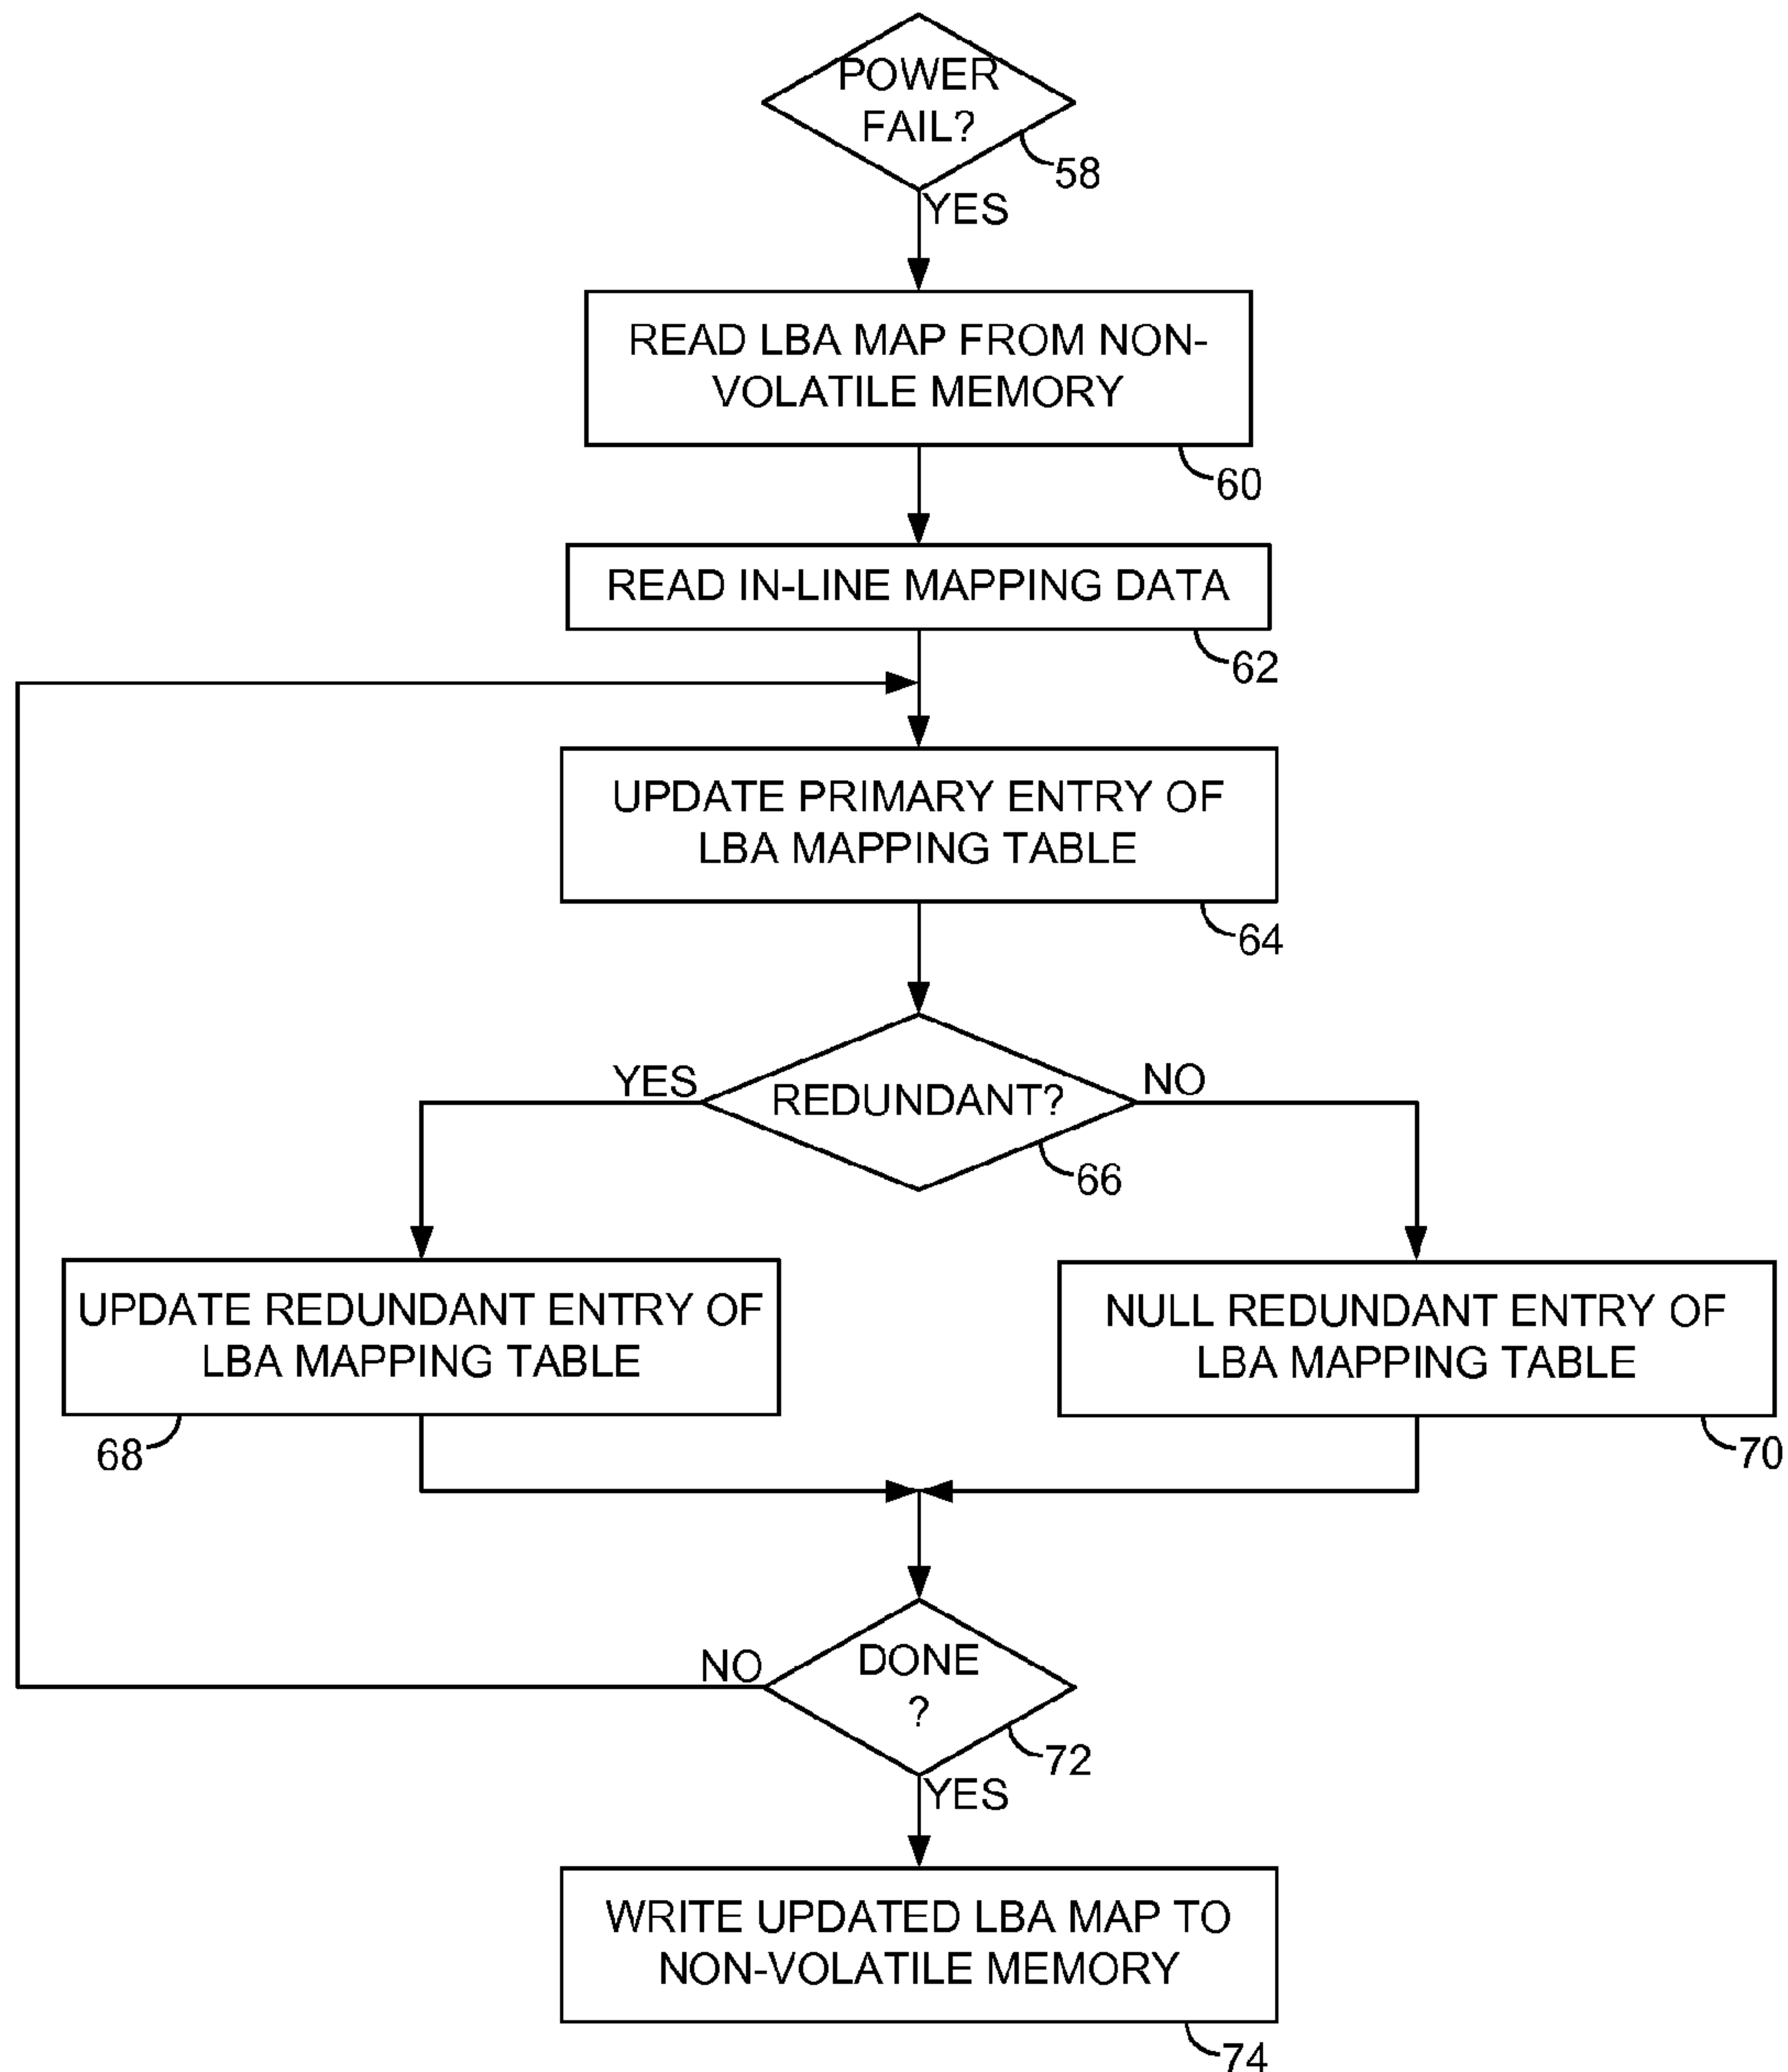 POWER
FAIL?
58
YES
READ LBA MAP FROM NON-
VOLATILE MEMORY
60
READ IN-LINE MAPPING DATA
62
UPDATE PRIMARY ENTRY OF
LBA MAPPING TABLE
64
YES
REDUNDANT?
NO
66
UPDATE REDUNDANT ENTRY OF
LBA MAPPING TABLE
68
NULL REDUNDANT ENTRY OF
LBA MAPPING TABLE
70
NO
DONE
?
72
YES
WRITE UPDATED LBA MAP TO
NON-VOLATILE MEMORY
74